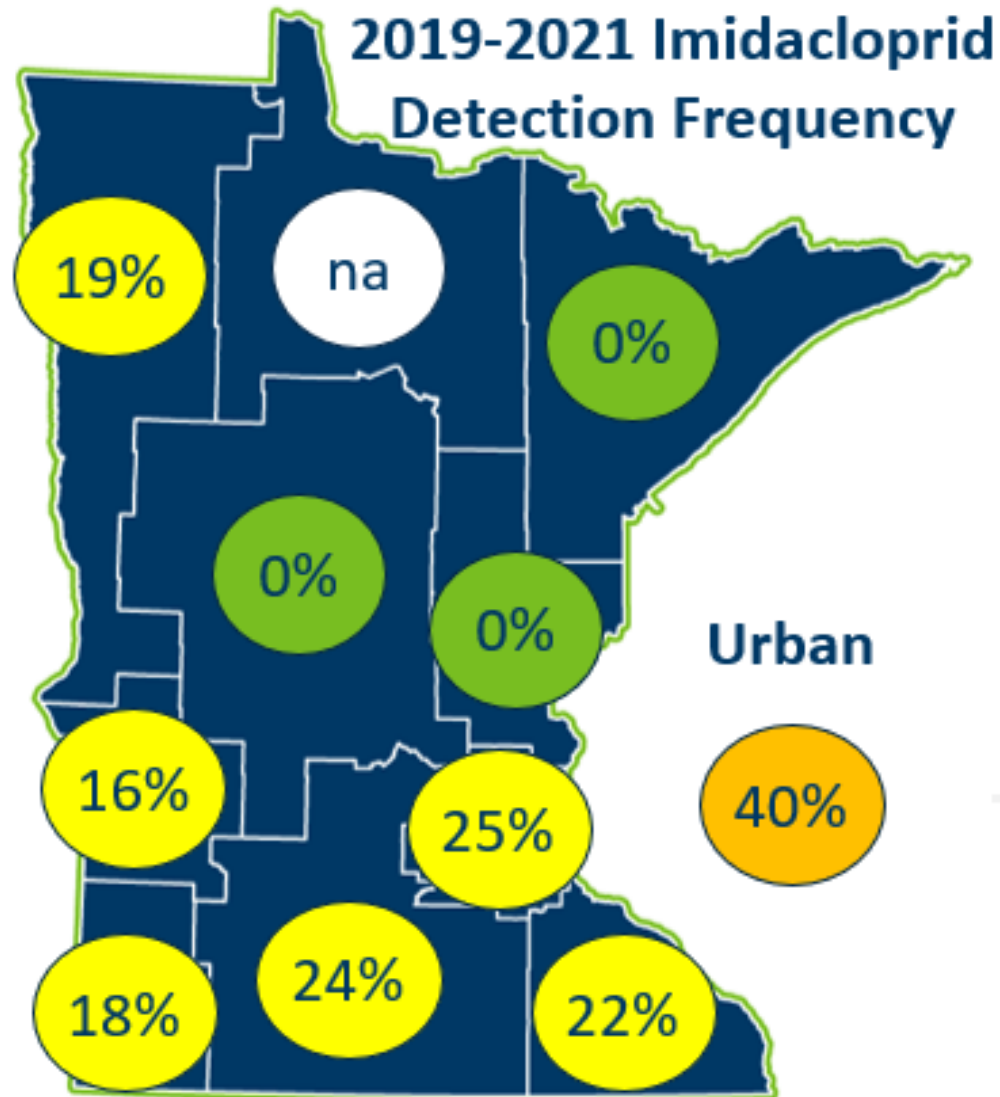 2019-2021 Imidacloprid
Detection Frequency
19%
na
0%
0%
0%
Urban
16%
25%
40%
18%
24%
22%